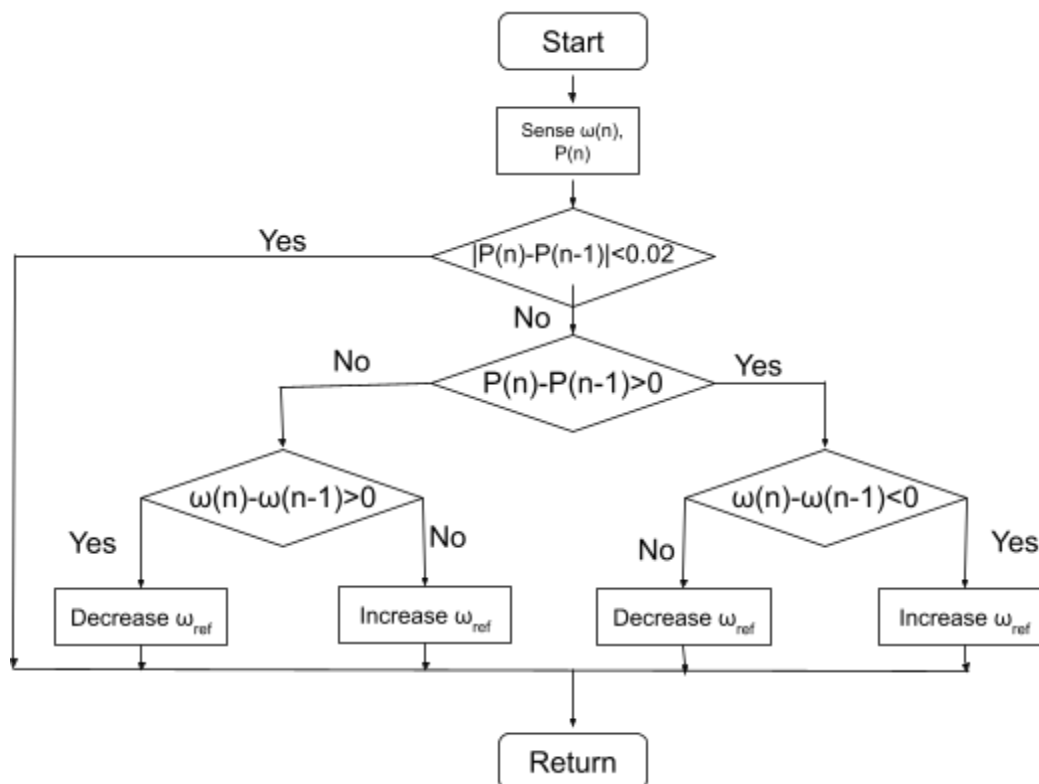 Start
Sense ω(n),
P(n)
Yes
|P(n)-P(n-1)|<0.02
No
No
Yes
P(n)-P(n-1)>0
ω(n)-ω(n-1)>0
ω(n)-ω(n-1)<0
Yes
No
No
Yes
Decrease ωref
Increase ωref
Decrease ωref
Increase ωref
Return